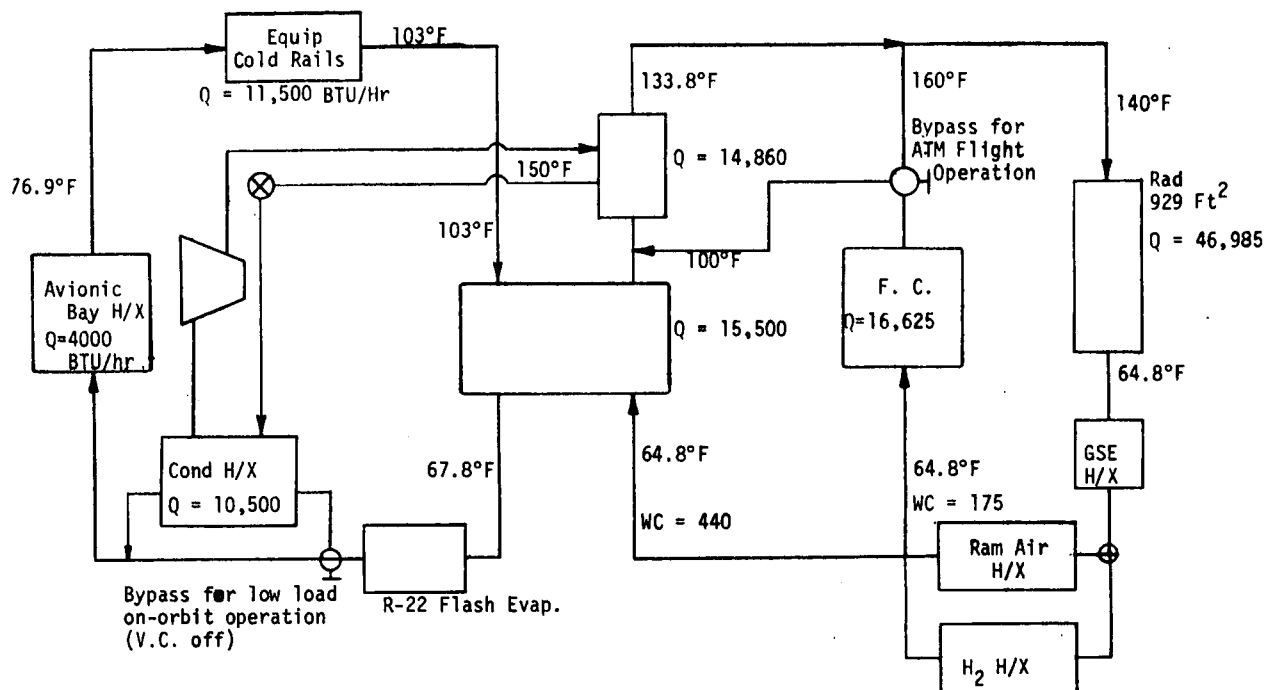 Equip
Cold Rails
Q = 11,500 BTU/Hr
103°F
133.8°F
160°F
140°F
Bypass for
ATM Flight
Operation
Q = 14,860
150°F
76.9°F
Rad
929 Ft²
Q = 46,985
103°F
100°F
Avionic
Bay H/X
Q=4000
BTU/hr.
F. C.
Q=16,625
Q = 15,500
64.8°F
GSE
H/X
Cond H/X
Q = 10,500
67.8°F
64.8°F
WC = 440
64.8°F
WC = 175
Ram Air
H/X
R-22 Flash Evap.
Bypass for low load
on-orbit operation
(V.C. off)
H₂ H/X